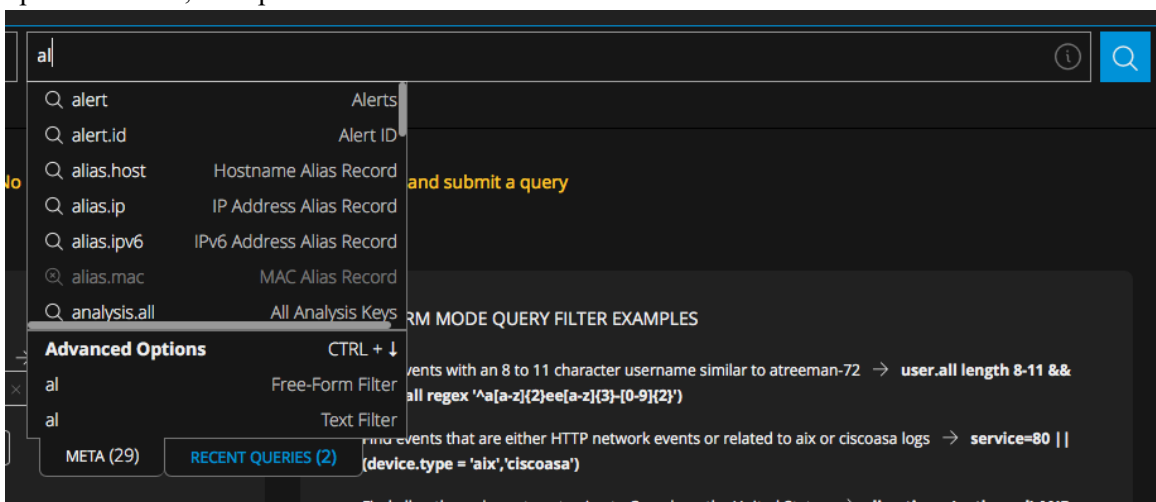 al
alert Alerts
alert.id Alert ID
alias.host Hostname Alias Record
No and submit a query
alias.ip IP Address Alias Record
alias.ipv6 IPv6 Address Alias Record
alias.mac MAC Alias Record
analysis.all All Analysis Keys RM MODE QUERY FILTER EXAMPLES
Advanced Options CTRL + ↓
al Free-Form Filter
vents with an 8 to 11 character username similar to atreeman-72 → user.all length 8-11 &&
all regex '^a[a-z]{2}ee[a-z]{3}-[0-9]{2}')
al Text Filter
Find events that are either HTTP network events or related to aix or ciscoasa logs → service=80 ||
META (29) RECENT QUERIES (2) (device.type = 'aix','ciscoasa')